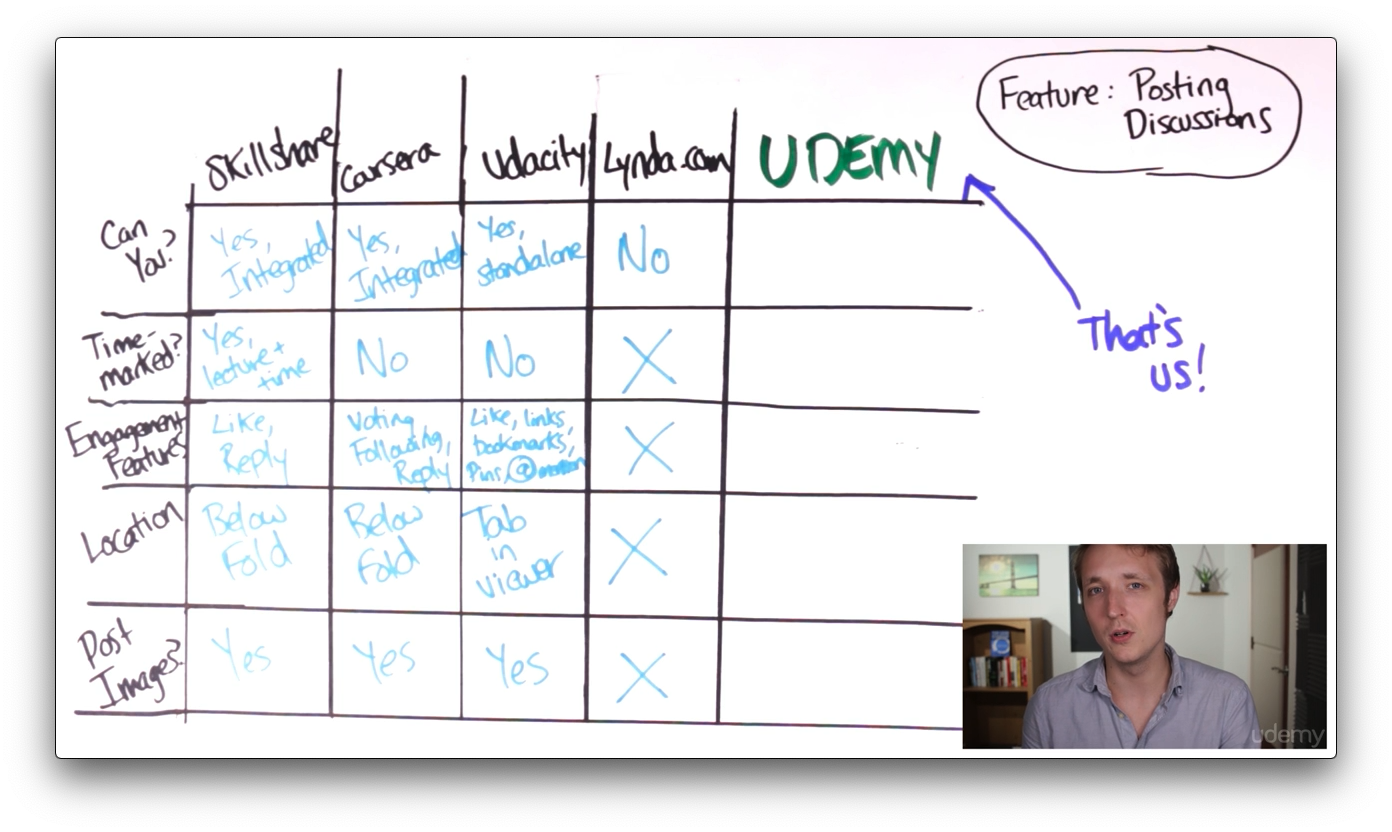 Feature: Posting
Discussions
Skillshare
Coursera
Udacity
Lynda.com
UDEMY
Can
You?
Yes,
Integrated
Yes,
Integrated
Yes,
standalone
No
That's
us!
Time-
marked?
Yes,
lecture +
time
No
No
X
Engagement
Features
Like,
Reply
Voting,
Following,
Reply
Like, links,
bookmarks,
Pins, @mention
X
Location
Below
Fold
Below
Fold
Tab
in
viewer
X
Post
Images?
Yes
Yes
Yes
X
udemy